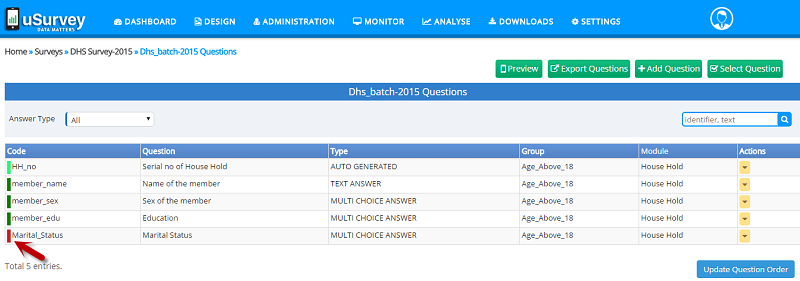 uSurvey
DATA MATTERS
DASHBOARD DESIGN ADMINISTRATION MONITOR ANALYSE DOWNLOADS SETTINGS
Home » Surveys » DHS Survey-2015 » Dhs_batch-2015 Questions
Preview Export Questions Add Question Select Question
Dhs_batch-2015 Questions
Answer Type All Identifier, text
Code Question Type Group Module Actions
HH_no Serial no of House Hold AUTO GENERATED Age_Above_18 House Hold
member_name Name of the member TEXT ANSWER Age_Above_18 House Hold
member_sex Sex of the member MULTI CHOICE ANSWER Age_Above_18 House Hold
member_edu Education MULTI CHOICE ANSWER Age_Above_18 House Hold
Marital_Status Marital Status MULTI CHOICE ANSWER Age_Above_18 House Hold
Total 5 entries.
Update Question Order